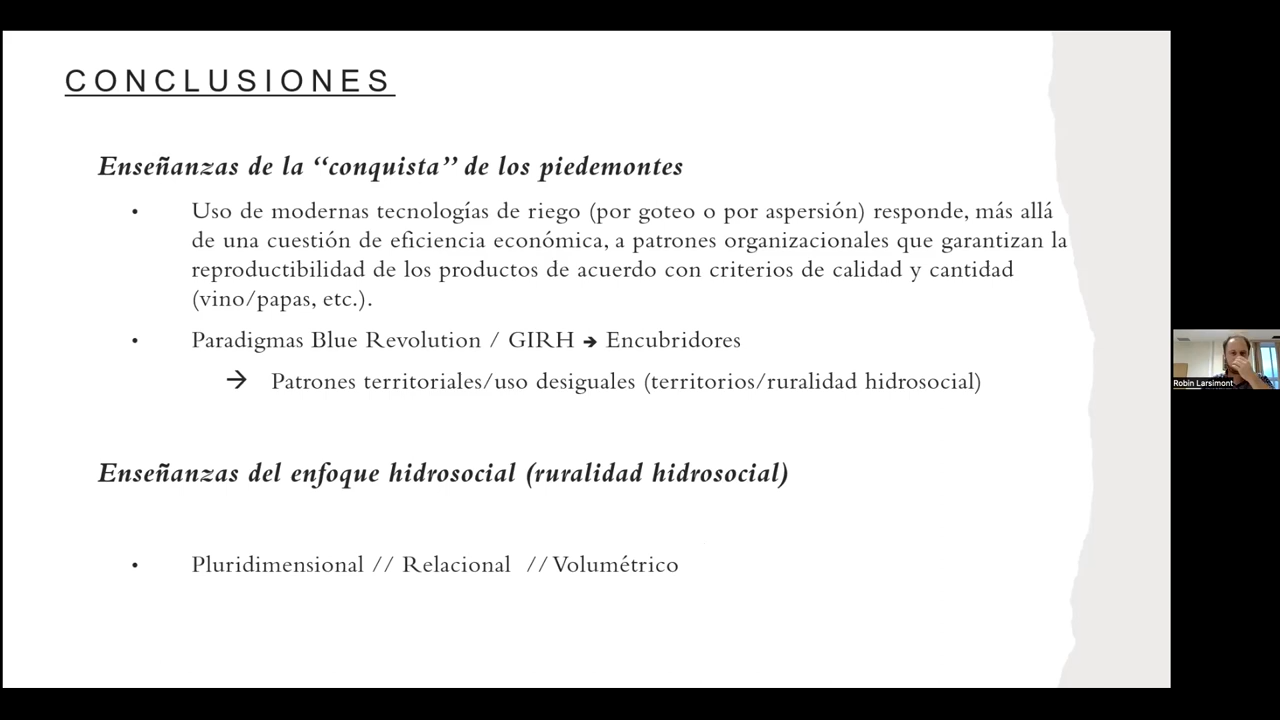 CONCLUSIONES
Enseñanzas de la “conquista” de los piedemontes
• Uso de modernas tecnologías de riego (por goteo o por aspersión) responde, más allá
de una cuestión de eficiencia económica, a patrones organizacionales que garantizan la
reproductibilidad de los productos de acuerdo con criterios de calidad y cantidad
(vino/papas, etc.).
• Paradigmas Blue Revolution / GIRH → Encubridores
→ Patrones territoriales/uso desiguales (territorios/ruralidad hidrosocial)
Robin Larsimont
Enseñanzas del enfoque hidrosocial (ruralidad hidrosocial)
• Pluridimensional // Relacional // Volumétrico